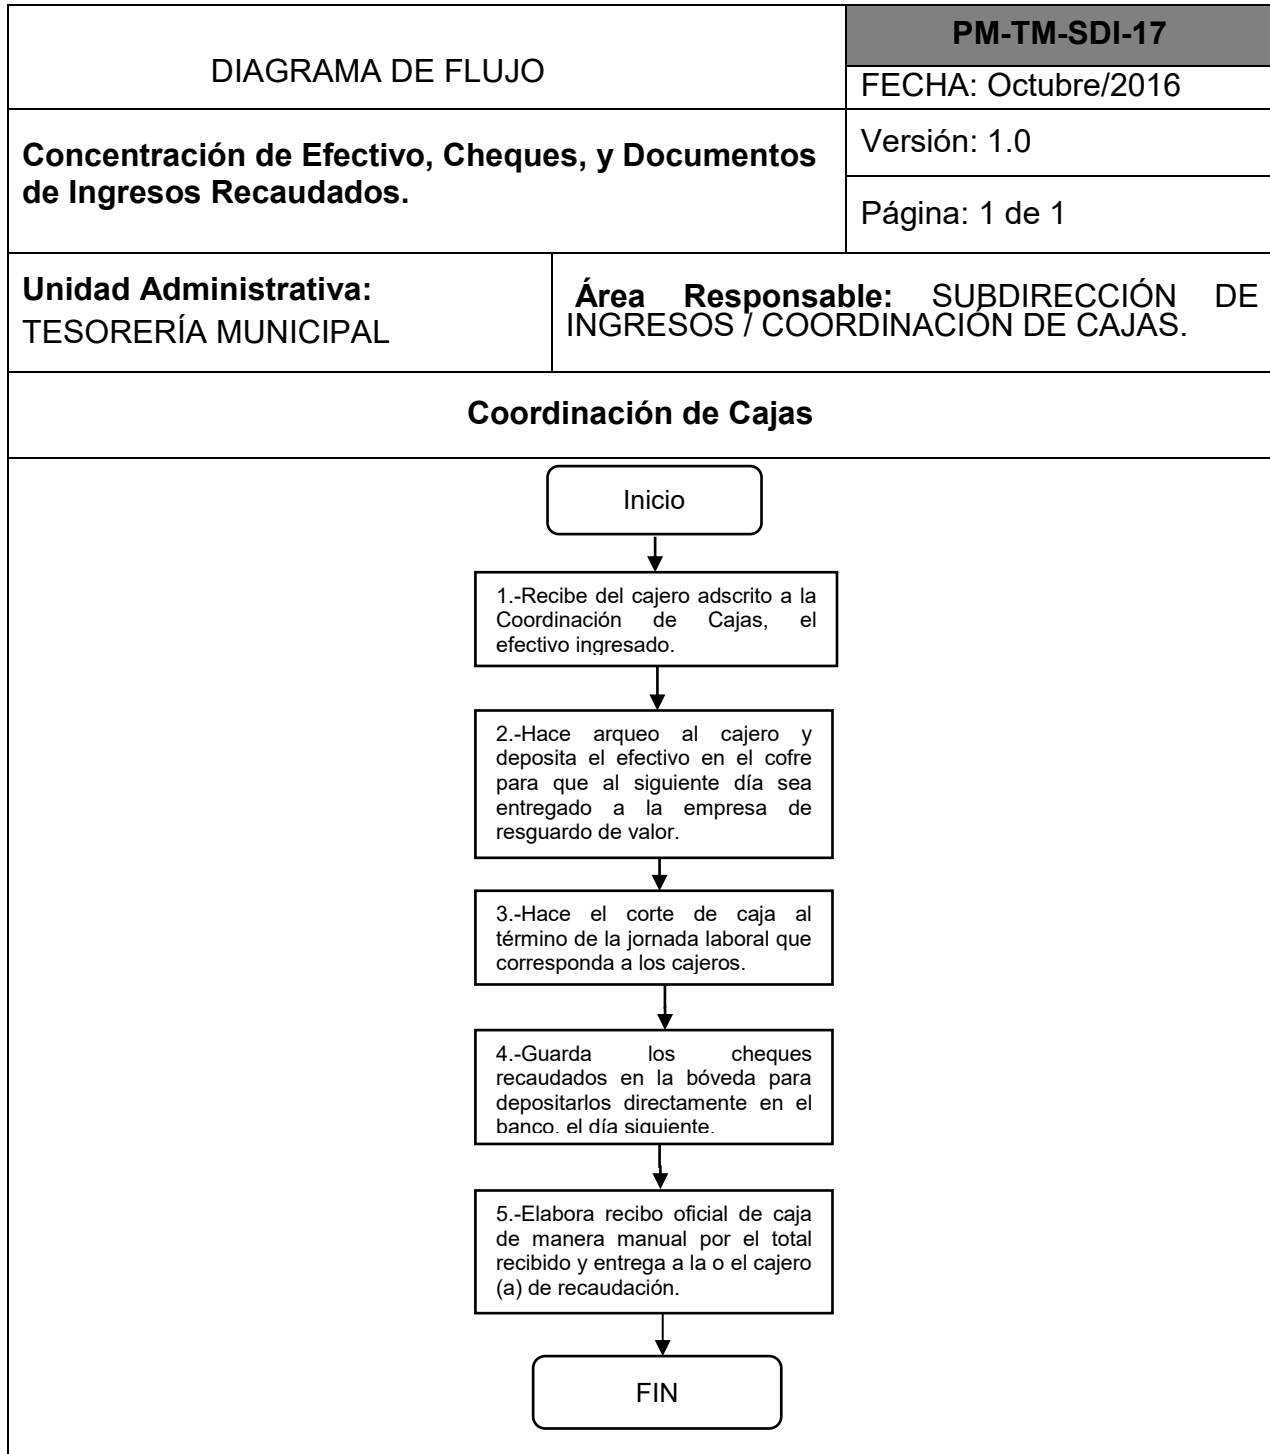 DIAGRAMA DE FLUJO
PM-TM-SDI-17
FECHA: Octubre/2016
Concentración de Efectivo, Cheques, y Documentos
de Ingresos Recaudados.
Versión: 1.0
Página: 1 de 1
Unidad Administrativa:
TESORERÍA MUNICIPAL
Área Responsable: SUBDIRECCIÓN DE
INGRESOS / COORDINACIÓN DE CAJAS.
Coordinación de Cajas
Inicio
1.-Recibe del cajero adscrito a la
Coordinación de Cajas, el
efectivo ingresado.
2.-Hace arqueo al cajero y
deposita el efectivo en el cofre
para que al siguiente día sea
entregado a la empresa de
resguardo de valor.
3.-Hace el corte de caja al
término de la jornada laboral que
corresponda a los cajeros.
4.-Guarda los cheques
recaudados en la bóveda para
depositarlos directamente en el
banco, el día siguiente.
5.-Elabora recibo oficial de caja
de manera manual por el total
recibido y entrega a la o el cajero
(a) de recaudación.
FIN